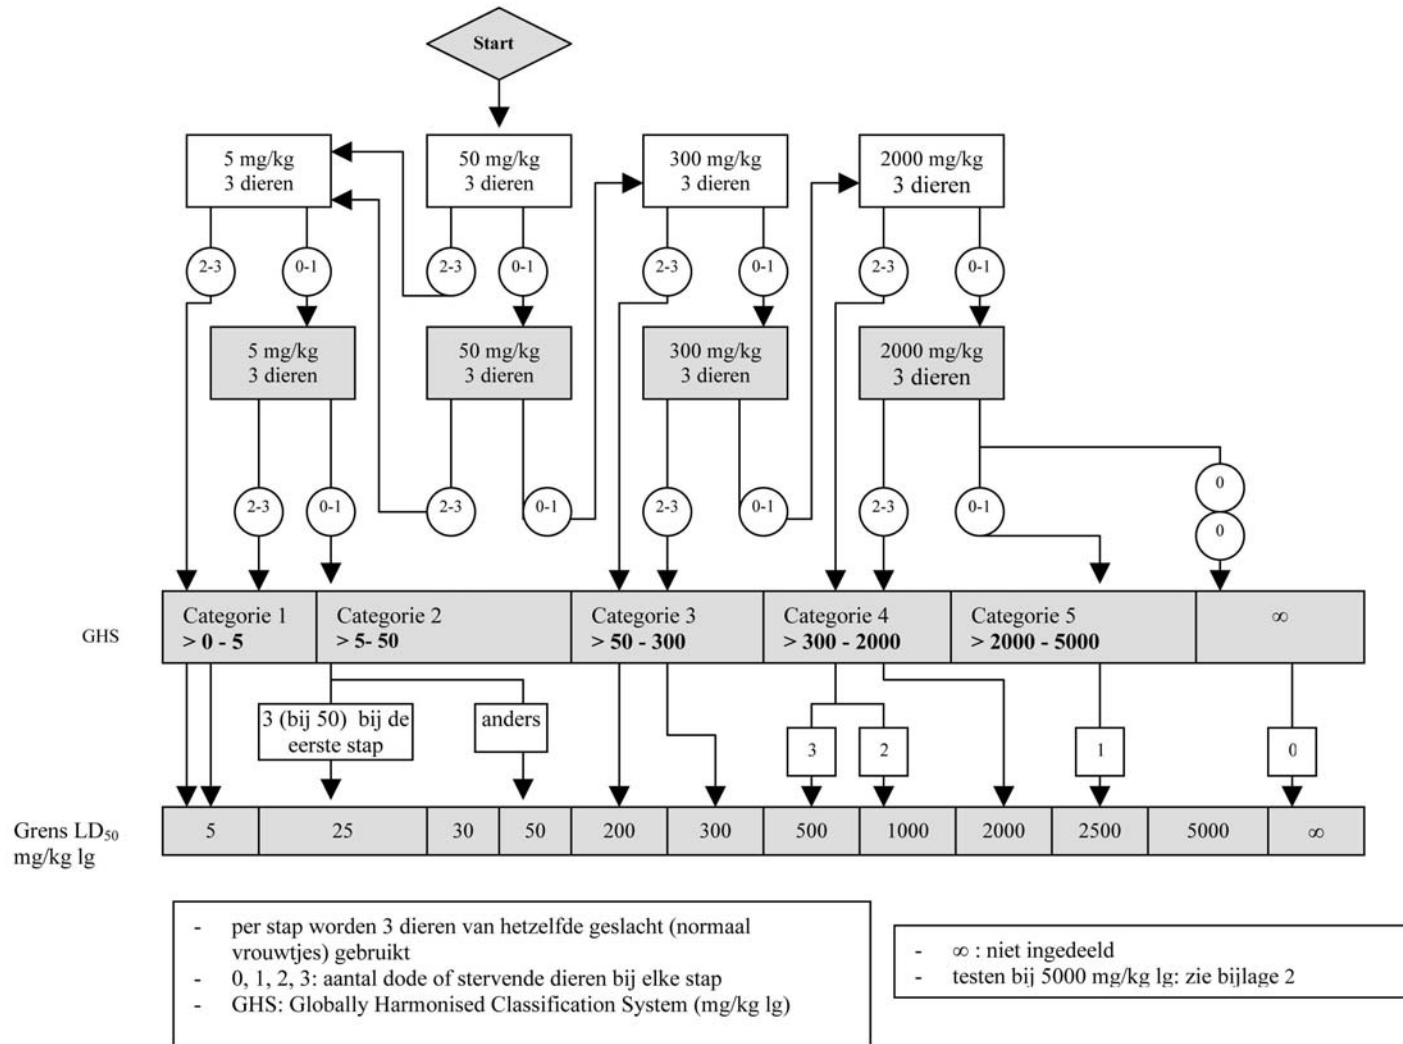 Start
5 mg/kg
3 dieren
50 mg/kg
3 dieren
300 mg/kg
3 dieren
2000 mg/kg
3 dieren
2-3
0-1
2-3
0-1
2-3
0-1
2-3
0-1
5 mg/kg
3 dieren
50 mg/kg
3 dieren
300 mg/kg
3 dieren
2000 mg/kg
3 dieren
2-3
0-1
2-3
0-1
2-3
0-1
2-3
0-1
0
0
GHS
Categorie 1
> 0 - 5
Categorie 2
> 5- 50
Categorie 3
> 50 - 300
Categorie 4
> 300 - 2000
Categorie 5
> 2000 - 5000
∞
3 (bij 50) bij de
eerste stap
anders
3
2
1
0
Grens LD50
mg/kg lg
5
25
30
50
200
300
500
1000
2000
2500
5000
∞
- per stap worden 3 dieren van hetzelfde geslacht (normaal
vrouwtjes) gebruikt
- 0, 1, 2, 3: aantal dode of stervende dieren bij elke stap
- GHS: Globally Harmonised Classification System (mg/kg lg)
- ∞ : niet ingedeeld
- testen bij 5000 mg/kg lg: zie bijlage 2